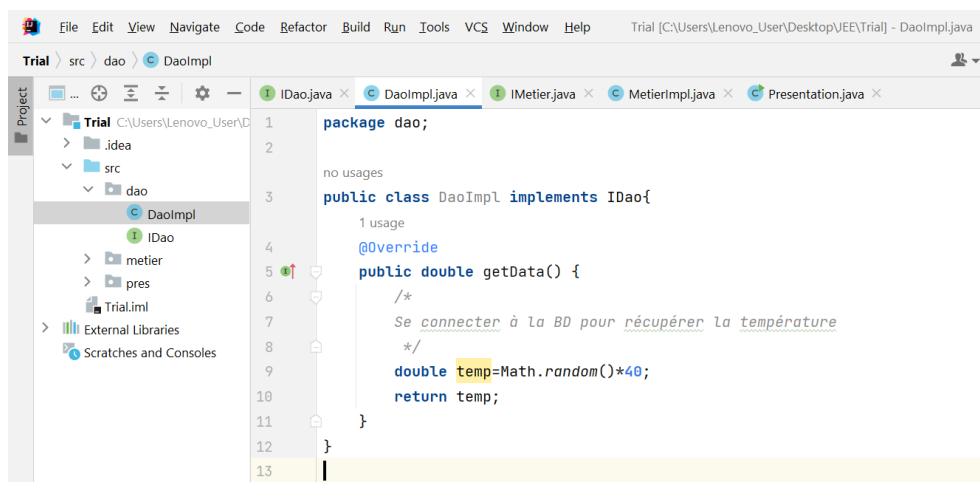 File Edit View Navigate Code Refactor Build Run Tools VCS Window Help Trial [C:\Users\Lenovo_User\Desktop\JEE\Trial] - DaoImpl.java
Trial src dao C DaoImpl
Project ... I IDao.java × C DaoImpl.java × I IMetier.java × C MetierImpl.java × C Presentation.java ×
Trial C:\Users\Lenovo_User\D
.idea
src
dao
C DaoImpl
I IDao
metier
pres
Trial.iml
External Libraries
Scratches and Consoles
1 package dao;
2
no usages
3 public class DaoImpl implements IDao{
1 usage
4 @Override
5 public double getData() {
6 /*
7 Se connecter à la BD pour récupérer la température
8 */
9 double temp=Math.random()*40;
10 return temp;
11 }
12 }
13